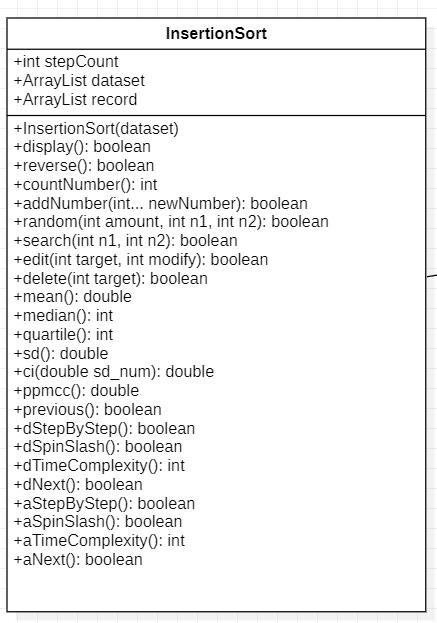 InsertionSort
+int stepCount
+ArrayList dataset
+ArrayList record
+InsertionSort(dataset)
+display(): boolean
+reverse(): boolean
+countNumber(): int
+addNumber(int... newNumber): boolean
+random(int amount, int n1, int n2): boolean
+search(int n1, int n2): boolean
+edit(int target, int modify): boolean
+delete(int target): boolean
+mean(): double
+median(): int
+quartile(): int
+sd(): double
+ci(double sd_num): double
+ppmcc(): double
+previous(): boolean
+dStepByStep(): boolean
+dSpinSlash(): boolean
+dTimeComplexity(): int
+dNext(): boolean
+aStepByStep(): boolean
+aSpinSlash(): boolean
+aTimeComplexity(): int
+aNext(): boolean